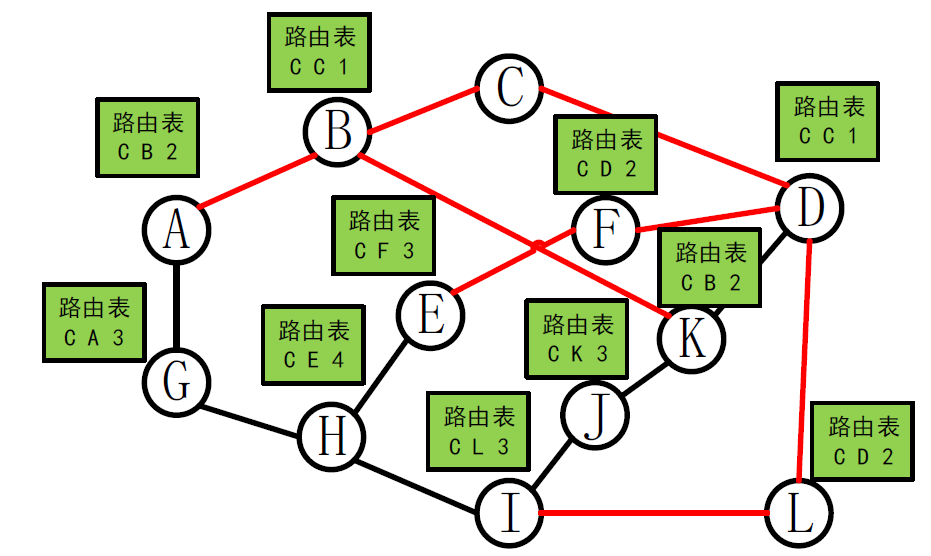 路由表
C C 1
C
路由表
C B 2
B
路由表
C D 2
路由表
C C 1
A
路由表
C F 3
F
D
路由表
C A 3
路由表
C E 4
E
路由表
C K 3
路由表
C B 2
K
G
H
路由表
C L 3
J
路由表
C D 2
I
L